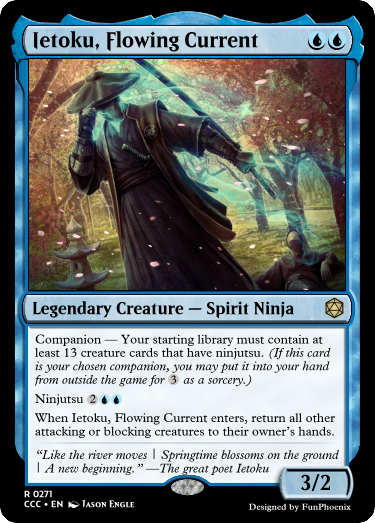 Ietoku, Flowing Current
Legendary Creature — Spirit Ninja
Companion — Your starting library must contain at
least 13 creature cards that have ninjutsu. (If this card
is your chosen companion, you may put it into your hand
from outside the game for 3 as a sorcery.)
Ninjutsu 2
When Ietoku, Flowing Current enters, return all other
attacking or blocking creatures to their owner's hands.
“Like the river moves | Springtime blossoms on the ground
| A new beginning.” —The great poet Ietoku
3/2
R 0271
CCC • EN Jason Engle
Designed by FunPhoenix